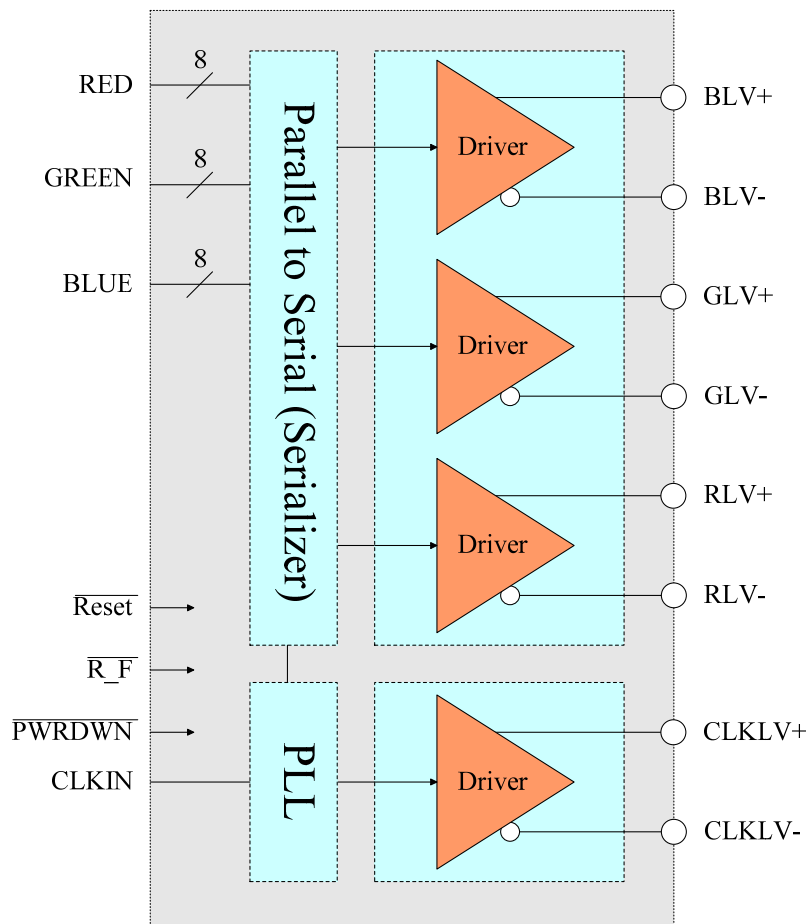 RED
8
GREEN
8
BLUE
8
Reset
R_F
PWRDWN
CLKIN
Parallel to Serial (Serializer)
PLL
Driver
Driver
Driver
Driver
BLV+
BLV-
GLV+
GLV-
RLV+
RLV-
CLKLV+
CLKLV-